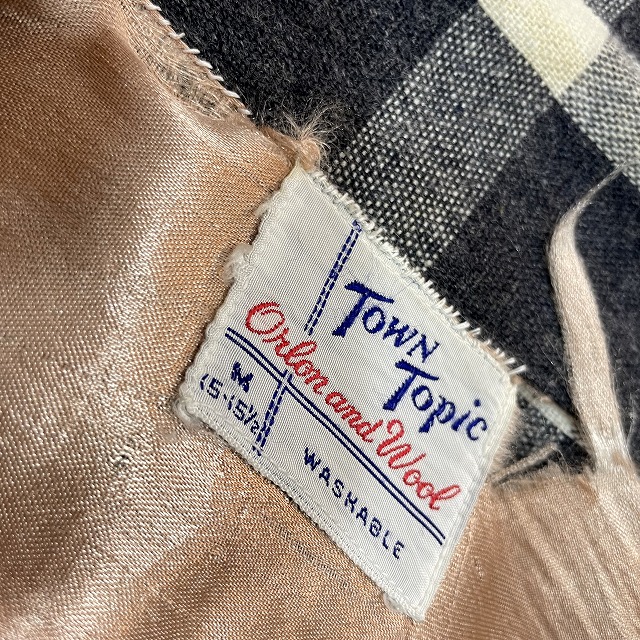 TOWN
TOPIC
Orlon and Wool
M
15-15½
WASHABLE